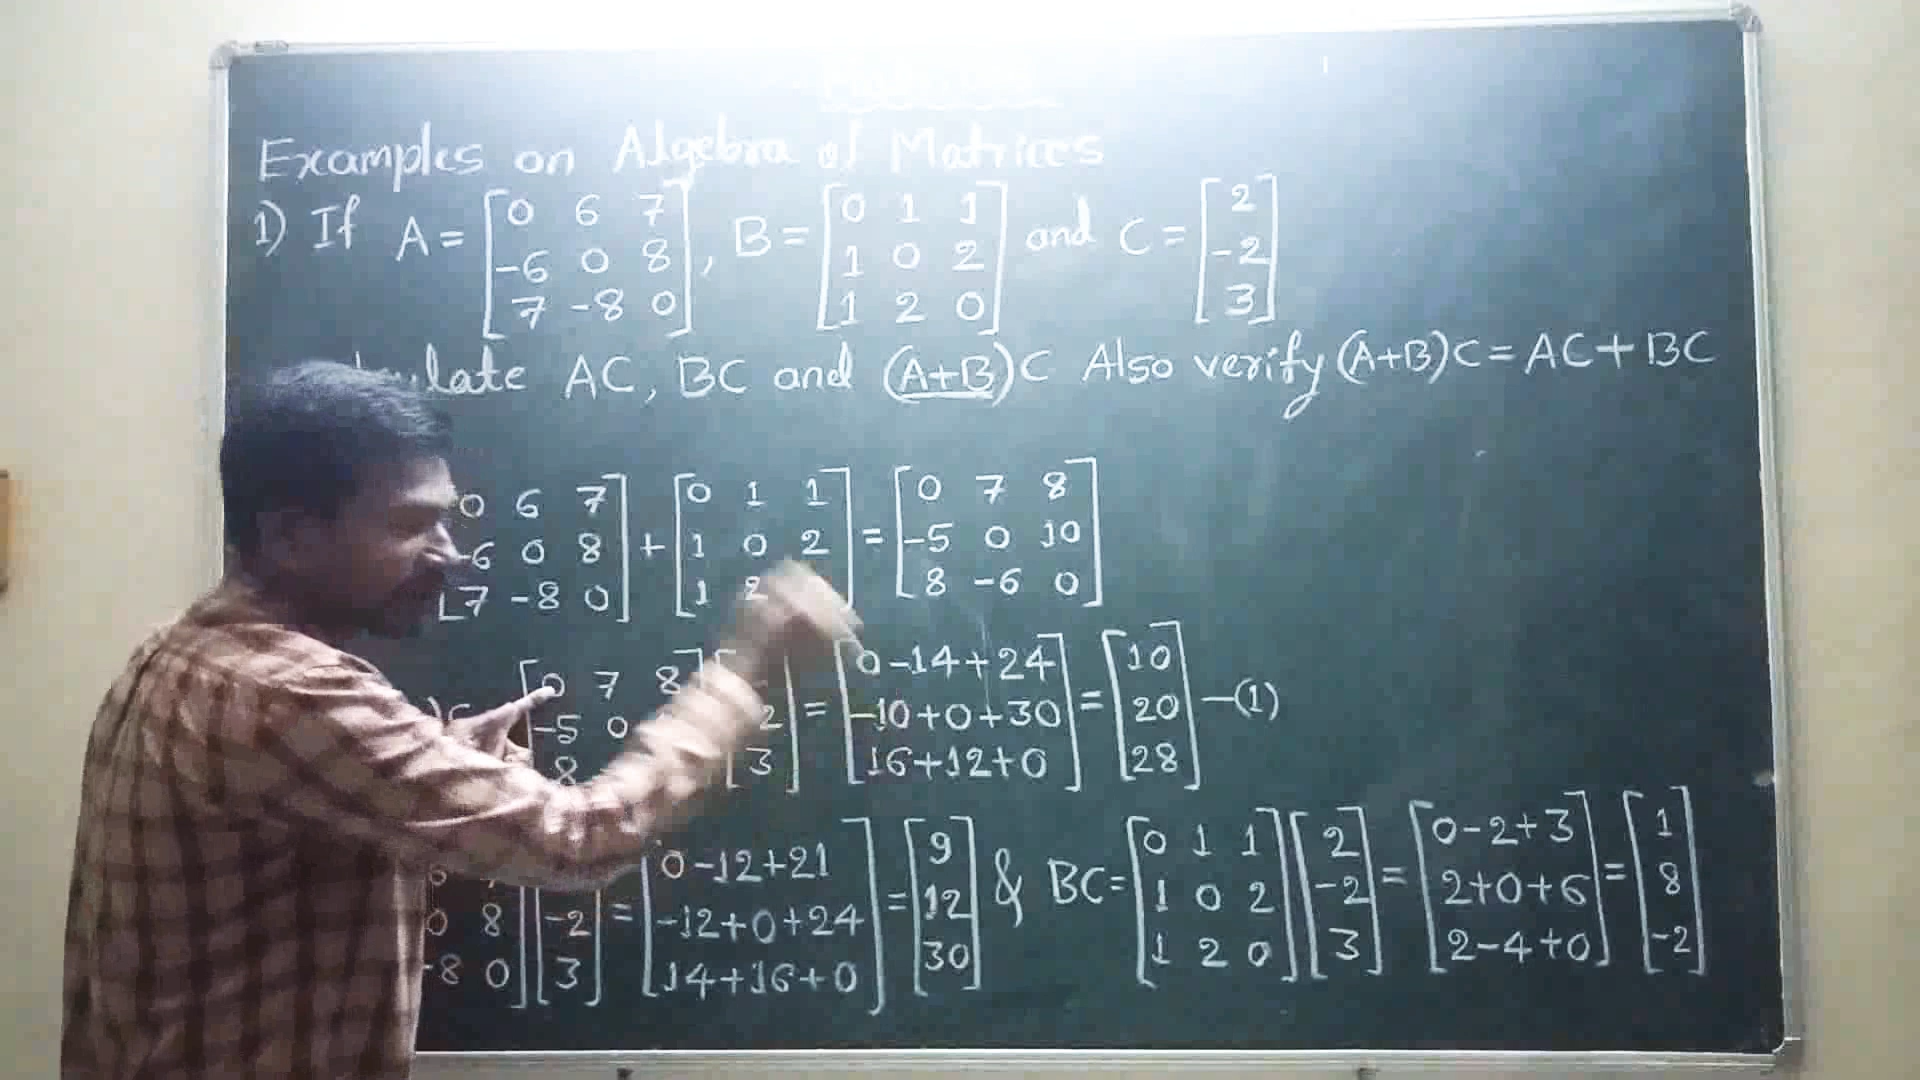 Examples on Algebra of Matrices
1) If A = [0 6 7; -6 0 8; 7 -8 0], B = [0 1 1; 1 0 2; 1 2 0] and C = [2; -2; 3]
late AC, BC and (A+B)C Also verify (A+B)C = AC + BC
0 6 7; -6 0 8; 7 -8 0] + [0 1 1; 1 0 2; 1 2 ] = [0 7 8; -5 0 10; 8 -6 0]
)C [0 7 8; -5 0; 8] [2; 3] = [0-14+24; -10+0+30; 16+12+0] = [10; 20; 28] -(1)
0 8; -8 0] [-2; 3] = [0-12+21; -12+0+24; 14+16+0] = [9; 12; 30] & BC = [0 1 1; 1 0 2; 1 2 0] [2; -2; 3] = [0-2+3; 2+0+6; 2-4+0] = [1; 8; -2]